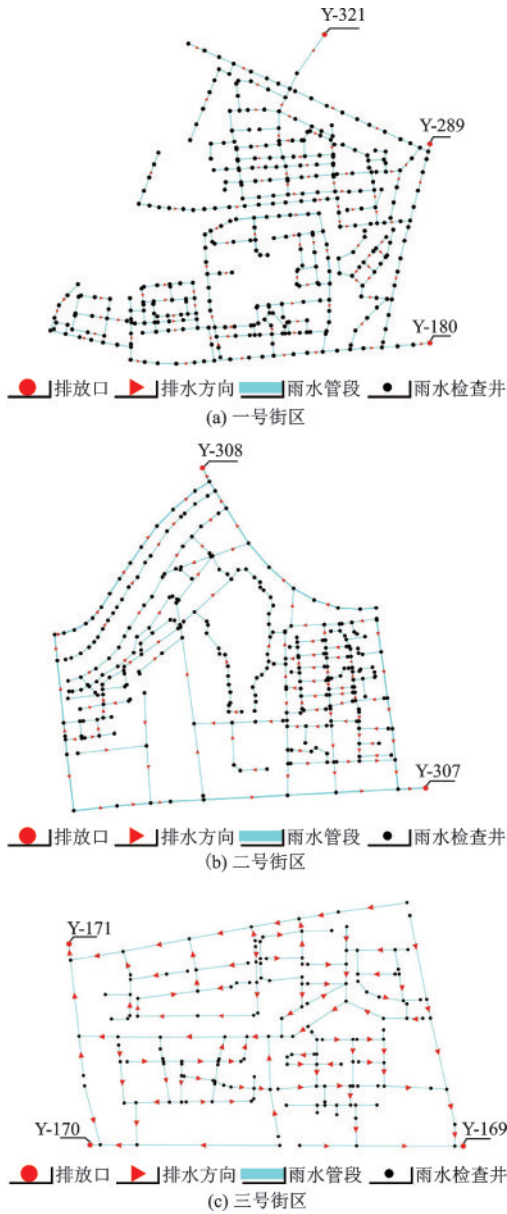 Y-321
Y-289
Y-180
排放口 排水方向 雨水管段 雨水检查井
(a) 一号街区
Y-308
Y-307
排放口 排水方向 雨水管段 雨水检查井
(b) 二号街区
Y-171
Y-170
Y-169
排放口 排水方向 雨水管段 雨水检查井
(c) 三号街区